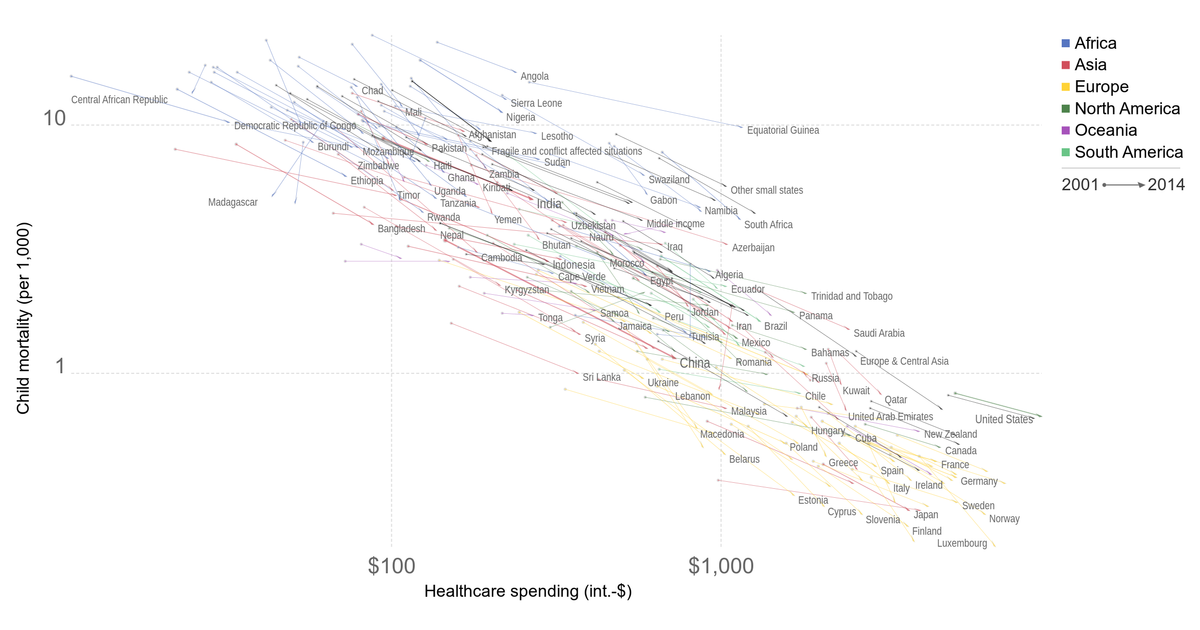 Africa
Asia
Europe
North America
Oceania
South America
2001 2014
Child mortality (per 1,000)
10
1
$100
$1,000
Healthcare spending (int.-$)
Angola
Central African Republic
Chad
Mali
Sierra Leone
Nigeria
Equatorial Guinea
Democratic Republic of Congo
Afghanistan
Lesotho
Burundi
Mozambique
Pakistan
Fragile and conflict affected situations
Sudan
Zimbabwe
Haiti
Zambia
Ethiopia
Ghana
Kiribati
Swaziland
Other small states
Timor
Uganda
Tanzania
India
Gabon
Namibia
Madagascar
Rwanda
Yemen
Uzbekistan
Middle income
South Africa
Bangladesh
Nepal
Nauru
Bhutan
Iraq
Azerbaijan
Cambodia
Indonesia
Morocco
Cape Verde
Egypt
Algeria
Ecuador
Kyrgyzstan
Vietnam
Trinidad and Tobago
Tonga
Samoa
Jamaica
Peru
Jordan
Panama
Iran
Brazil
Saudi Arabia
Syria
Tunisia
Mexico
Bahamas
Europe & Central Asia
China
Romania
Sri Lanka
Ukraine
Russia
Lebanon
Chile
Kuwait
Qatar
Malaysia
United Arab Emirates
United States
Macedonia
Hungary
Cuba
New Zealand
Poland
Canada
Belarus
Greece
Spain
France
Italy
Ireland
Germany
Estonia
Cyprus
Slovenia
Japan
Sweden
Norway
Finland
Luxembourg